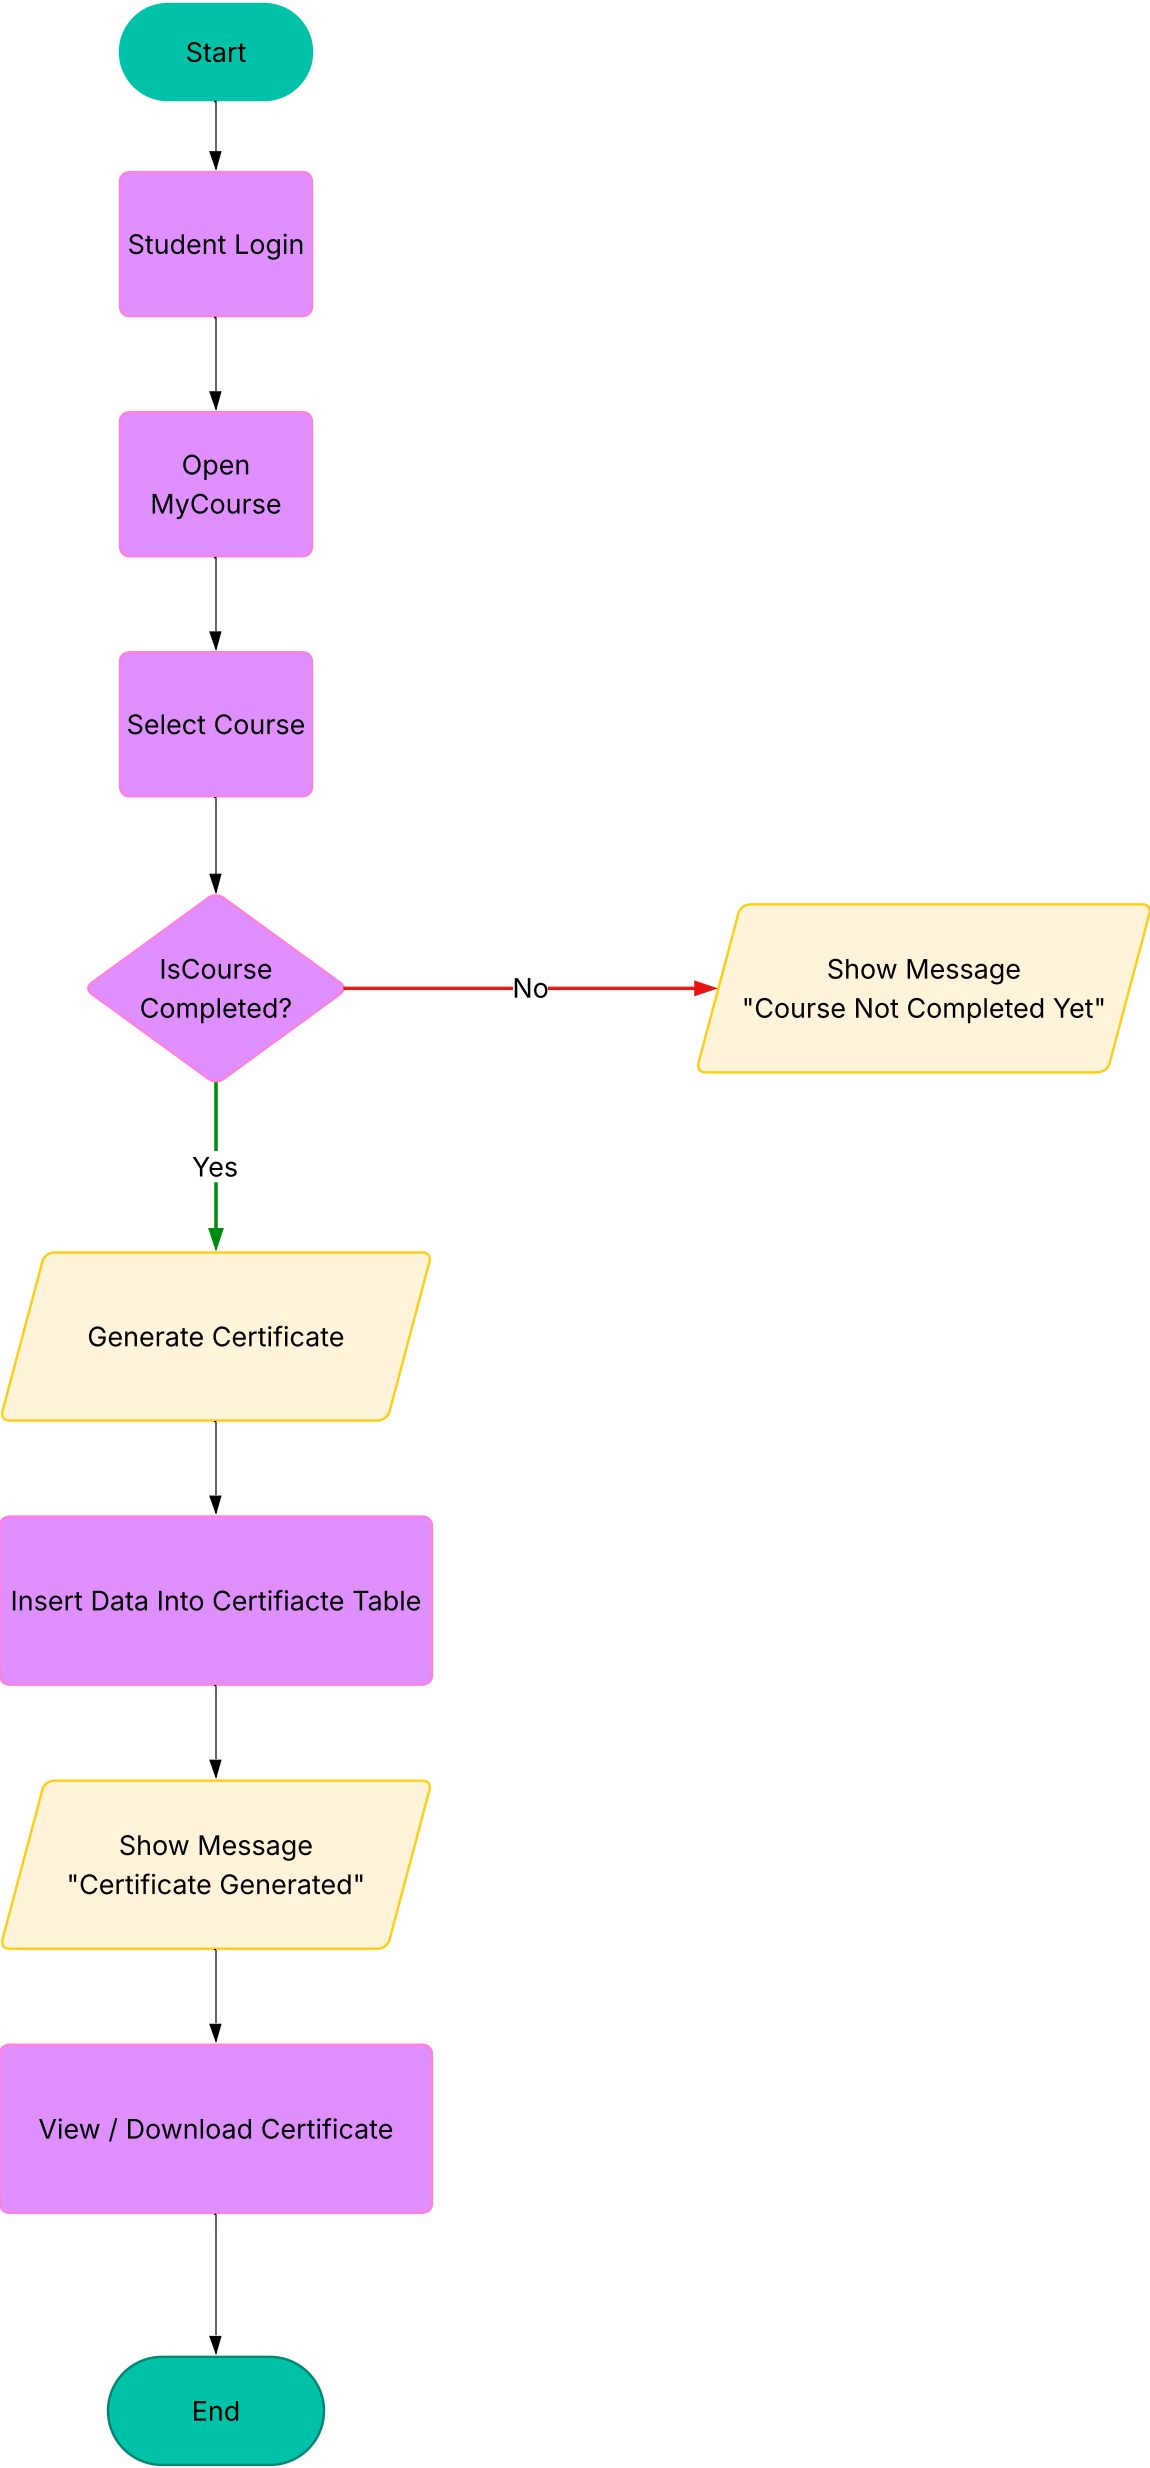 Start
Student Login
Open
MyCourse
Select Course
IsCourse
Completed?
No
Show Message
"Course Not Completed Yet"
Yes
Generate Certificate
Insert Data Into Certifiacte Table
Show Message
"Certificate Generated"
View / Download Certificate
End